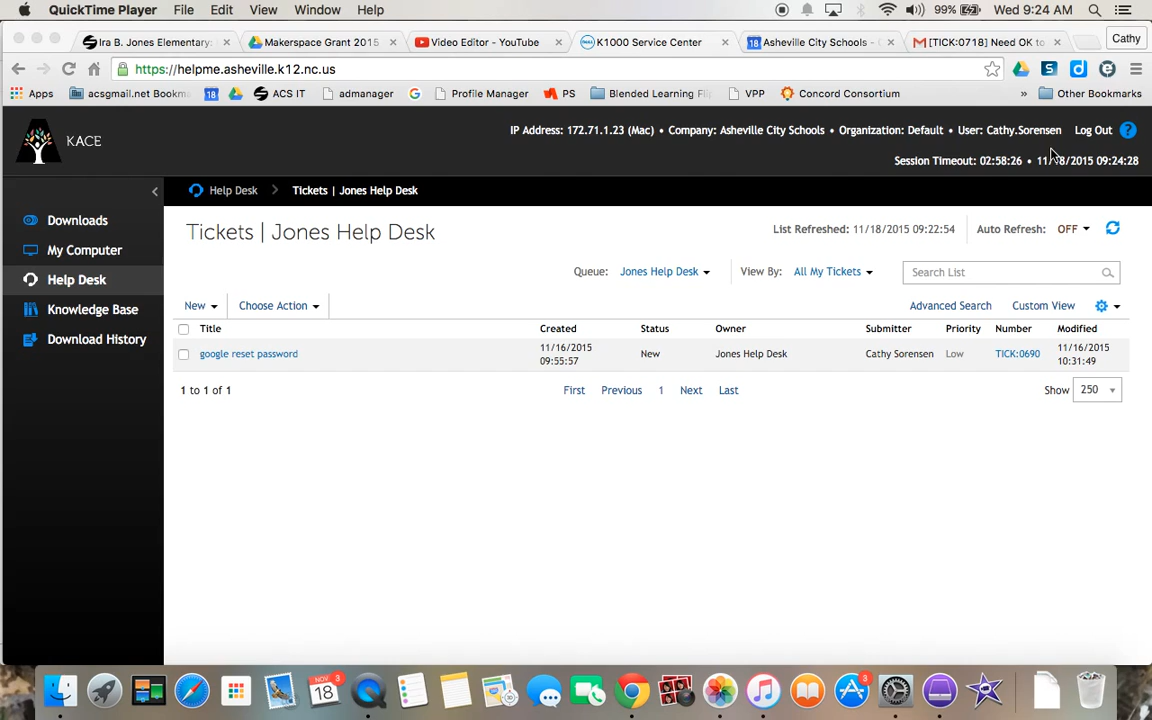 QuickTime Player File Edit View Window Help 99% Wed 9:24 AM
Ira B. Jones Elementary: Makerspace Grant 2015 Video Editor - YouTube K1000 Service Center 18 Asheville City Schools - [TICK:0718] Need OK to Cathy
https://helpme.asheville.k12.nc.us
Apps acsgmail.net Bookma 18 ACS IT admanager Profile Manager PS Blended Learning Fli VPP Concord Consortium » Other Bookmarks
KACE
IP Address: 172.71.1.23 (Mac) • Company: Asheville City Schools • Organization: Default • User: Cathy.Sorensen Log Out ?
Session Timeout: 02:58:26 • 11/18/2015 09:24:28
Help Desk Tickets | Jones Help Desk
Downloads
My Computer
Help Desk
Knowledge Base
Download History
Tickets | Jones Help Desk
List Refreshed: 11/18/2015 09:22:54 Auto Refresh: OFF
Queue: Jones Help Desk View By: All My Tickets Search List
New Choose Action Advanced Search Custom View
Title Created Status Owner Submitter Priority Number Modified
google reset password 11/16/2015 09:55:57 New Jones Help Desk Cathy Sorensen Low TICK:0690 11/16/2015 10:31:49
1 to 1 of 1 First Previous 1 Next Last Show 250
NOV 3
18
3